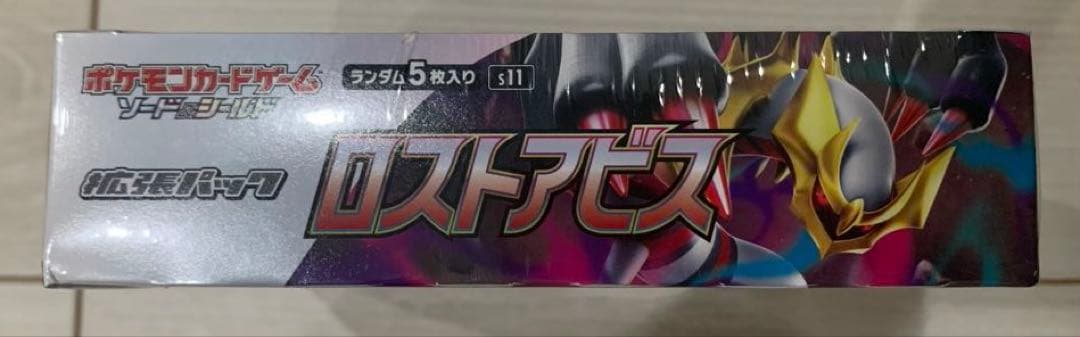 ポケモンカードゲーム
ソード&シールド
ランダム5枚入り s11
拡張パック
ロストアビス